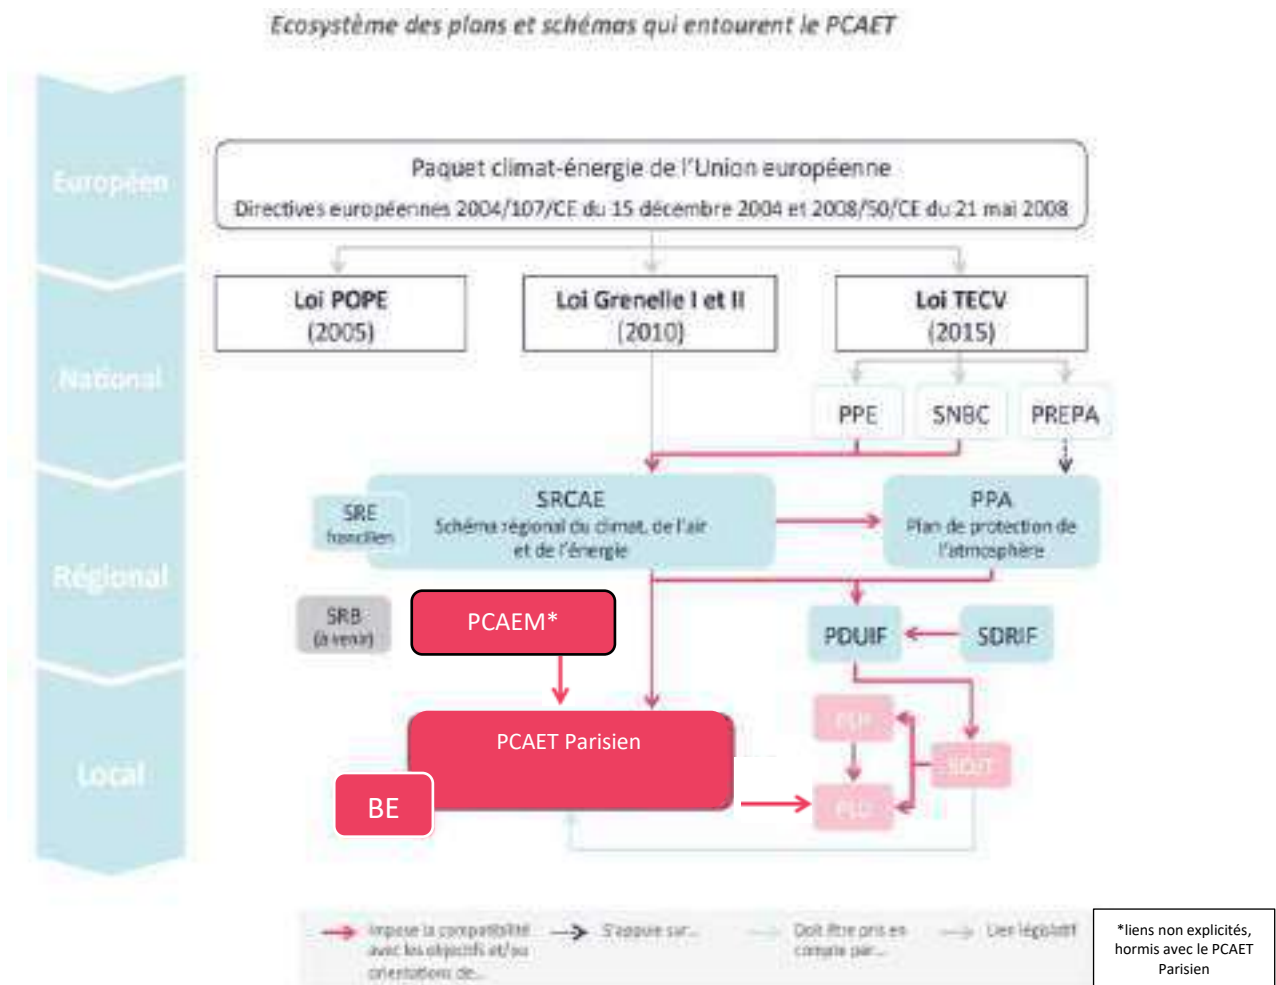 Ecosystème des plans et schémas qui entourent le PCAET
Européen
Paquet climat-énergie de l'Union européenne
Directives européennes 2004/107/CE du 15 décembre 2004 et 2008/50/CE du 21 mai 2008
National
Loi POPE
(2005)
Loi Grenelle I et II
(2010)
Loi TECV
(2015)
PPE
SNBC
PREPA
Régional
SRE
francilien
SRCAE
Schéma régional du climat, de l'air
et de l'énergie
PPA
Plan de protection de
l'atmosphère
SRB
(à venir)
PCAEM*
PDUIF
SDRIF
Local
PCAET Parisien
BE
PLH
SCOT
PLU
Impose la compatibilité
avec les objectifs et/ou
orientations de...
S'appuie sur...
Doit être pris en
compte par...
Lien législatif
*liens non explicités,
hormis avec le PCAET
Parisien